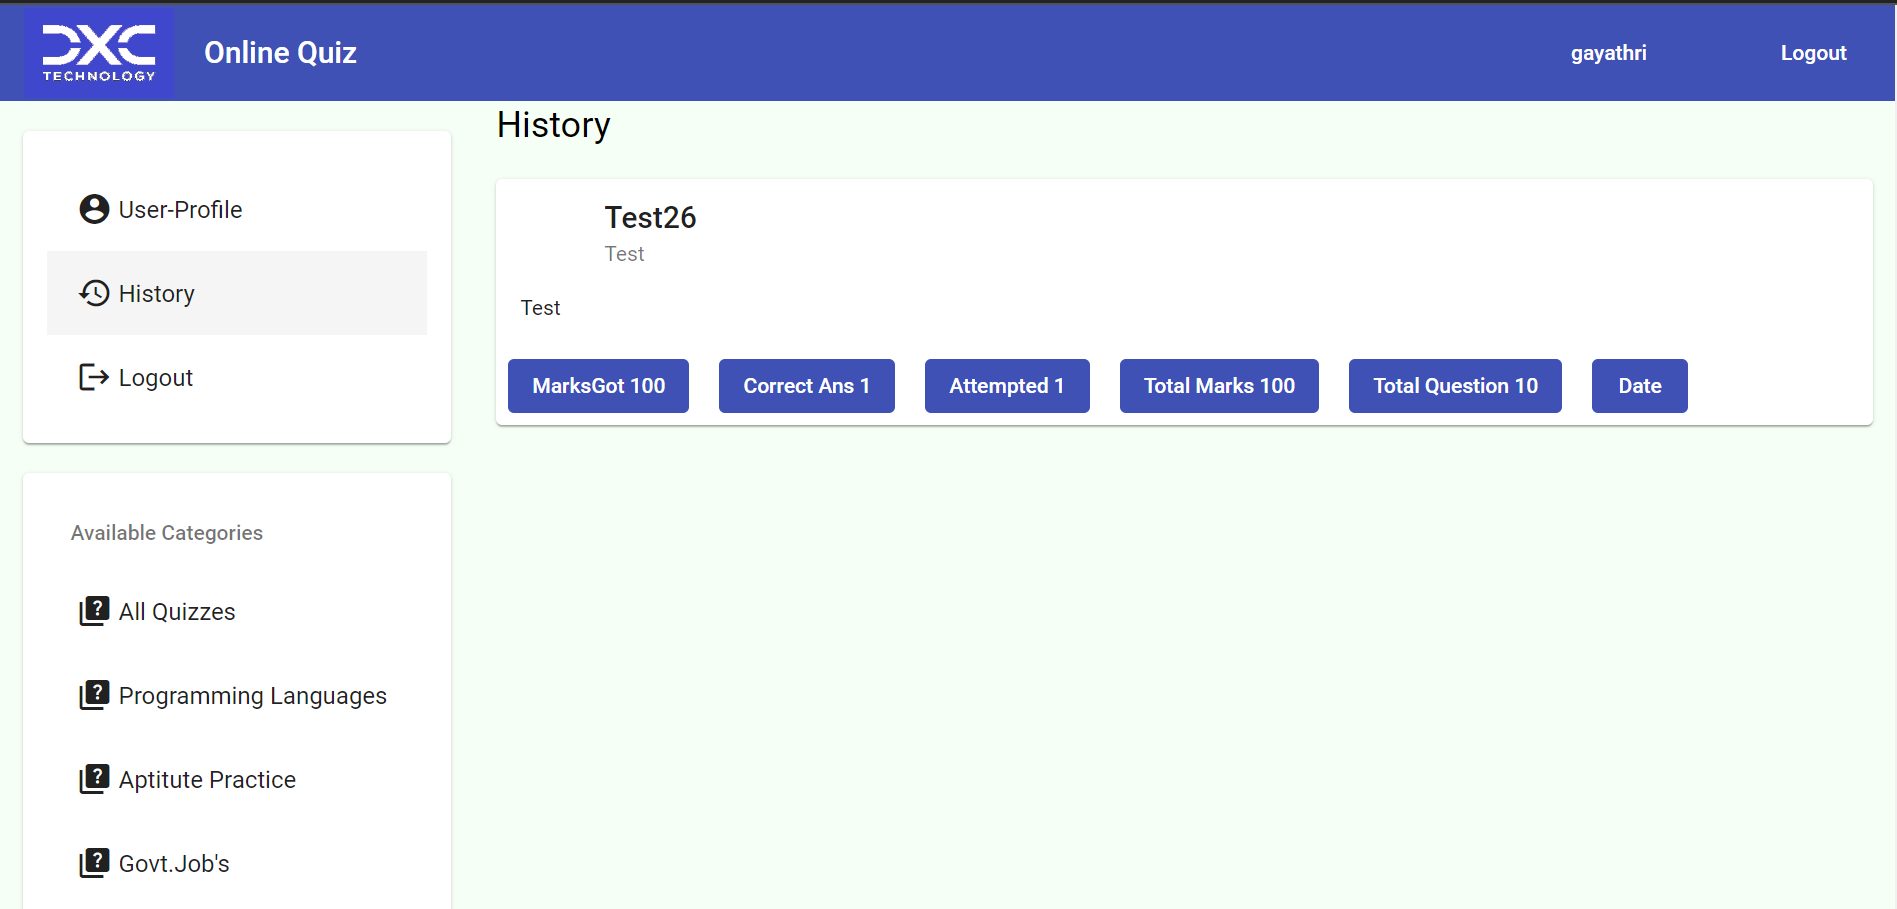 DXC
TECHNOLOGY
Online Quiz
gayathri
Logout
User-Profile
History
Logout
Available Categories
All Quizzes
Programming Languages
Aptitute Practice
Govt.Job's
History
Test26
Test
Test
MarksGot 100
Correct Ans 1
Attempted 1
Total Marks 100
Total Question 10
Date